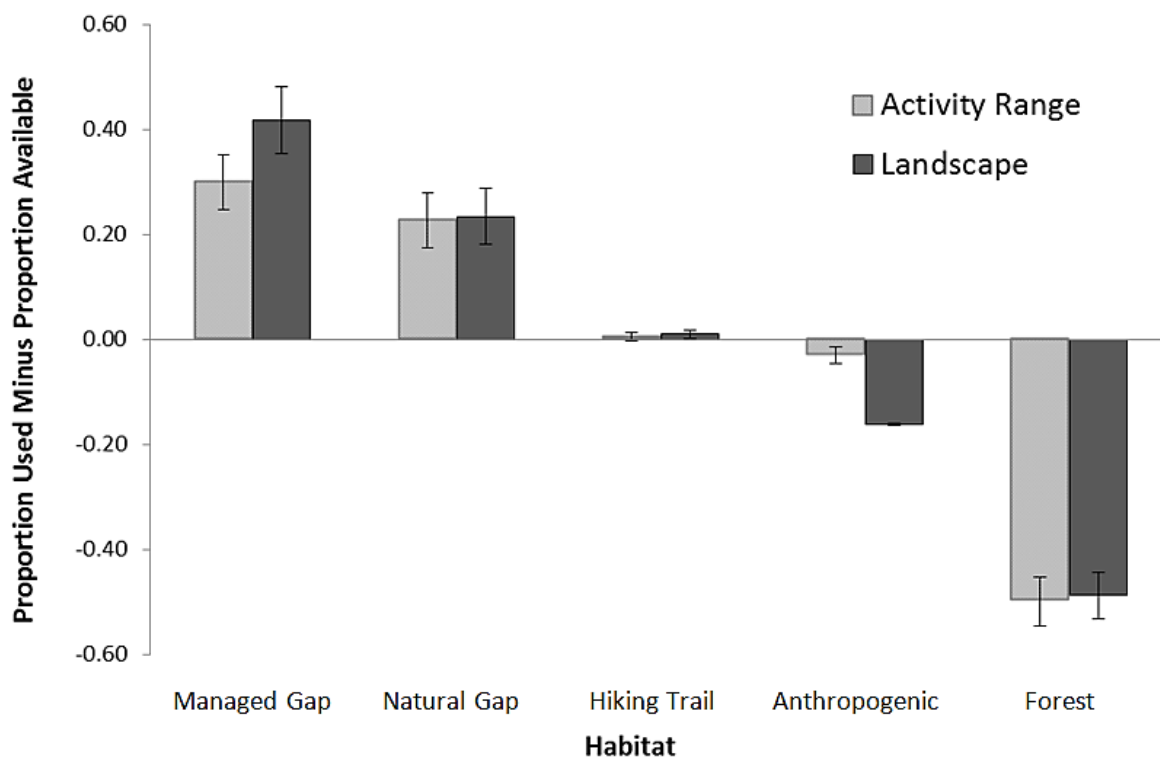 0.60
0.40
0.20
0.00
-0.20
-0.40
-0.60
Proportion Used Minus Proportion Available
Activity Range
Landscape
Managed Gap Natural Gap Hiking Trail Anthropogenic Forest
Habitat